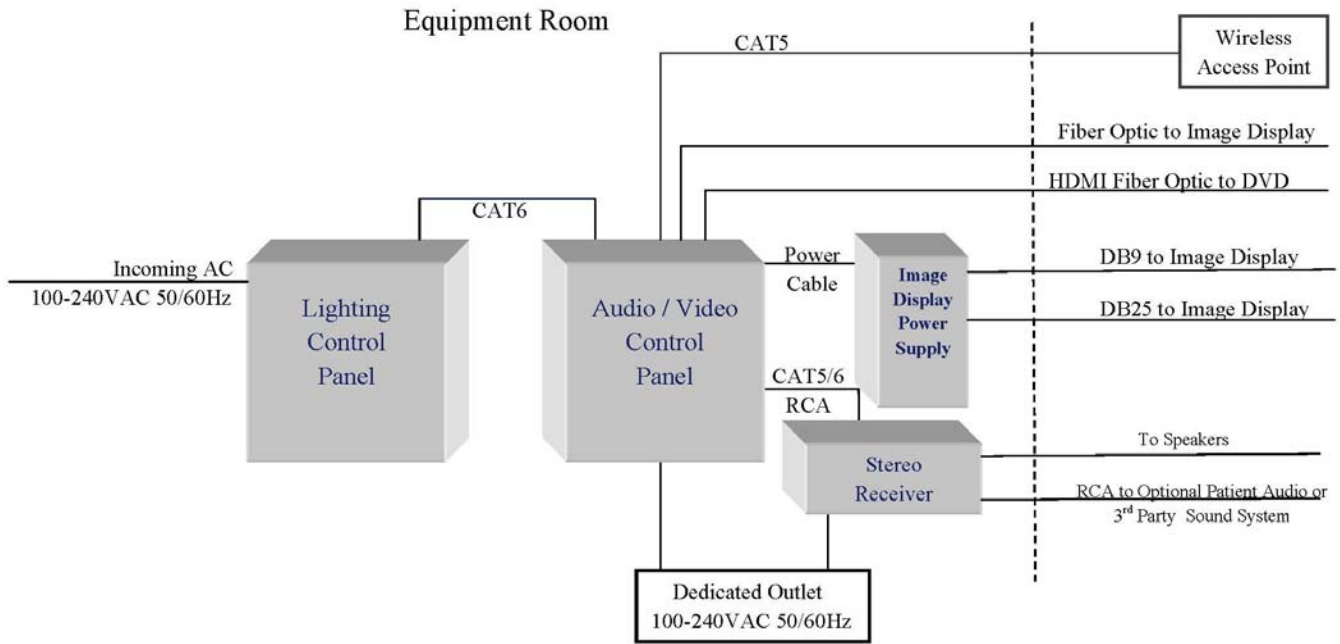 Equipment Room
CAT5
Wireless
Access Point
Fiber Optic to Image Display
HDMI Fiber Optic to DVD
CAT6
Incoming AC
100-240VAC 50/60Hz
Lighting
Control
Panel
Audio / Video
Control
Panel
Power
Cable
Image
Display
Power
Supply
DB9 to Image Display
DB25 to Image Display
CAT5/6
RCA
Stereo
Receiver
To Speakers
RCA to Optional Patient Audio or
3rd Party Sound System
Dedicated Outlet
100-240VAC 50/60Hz